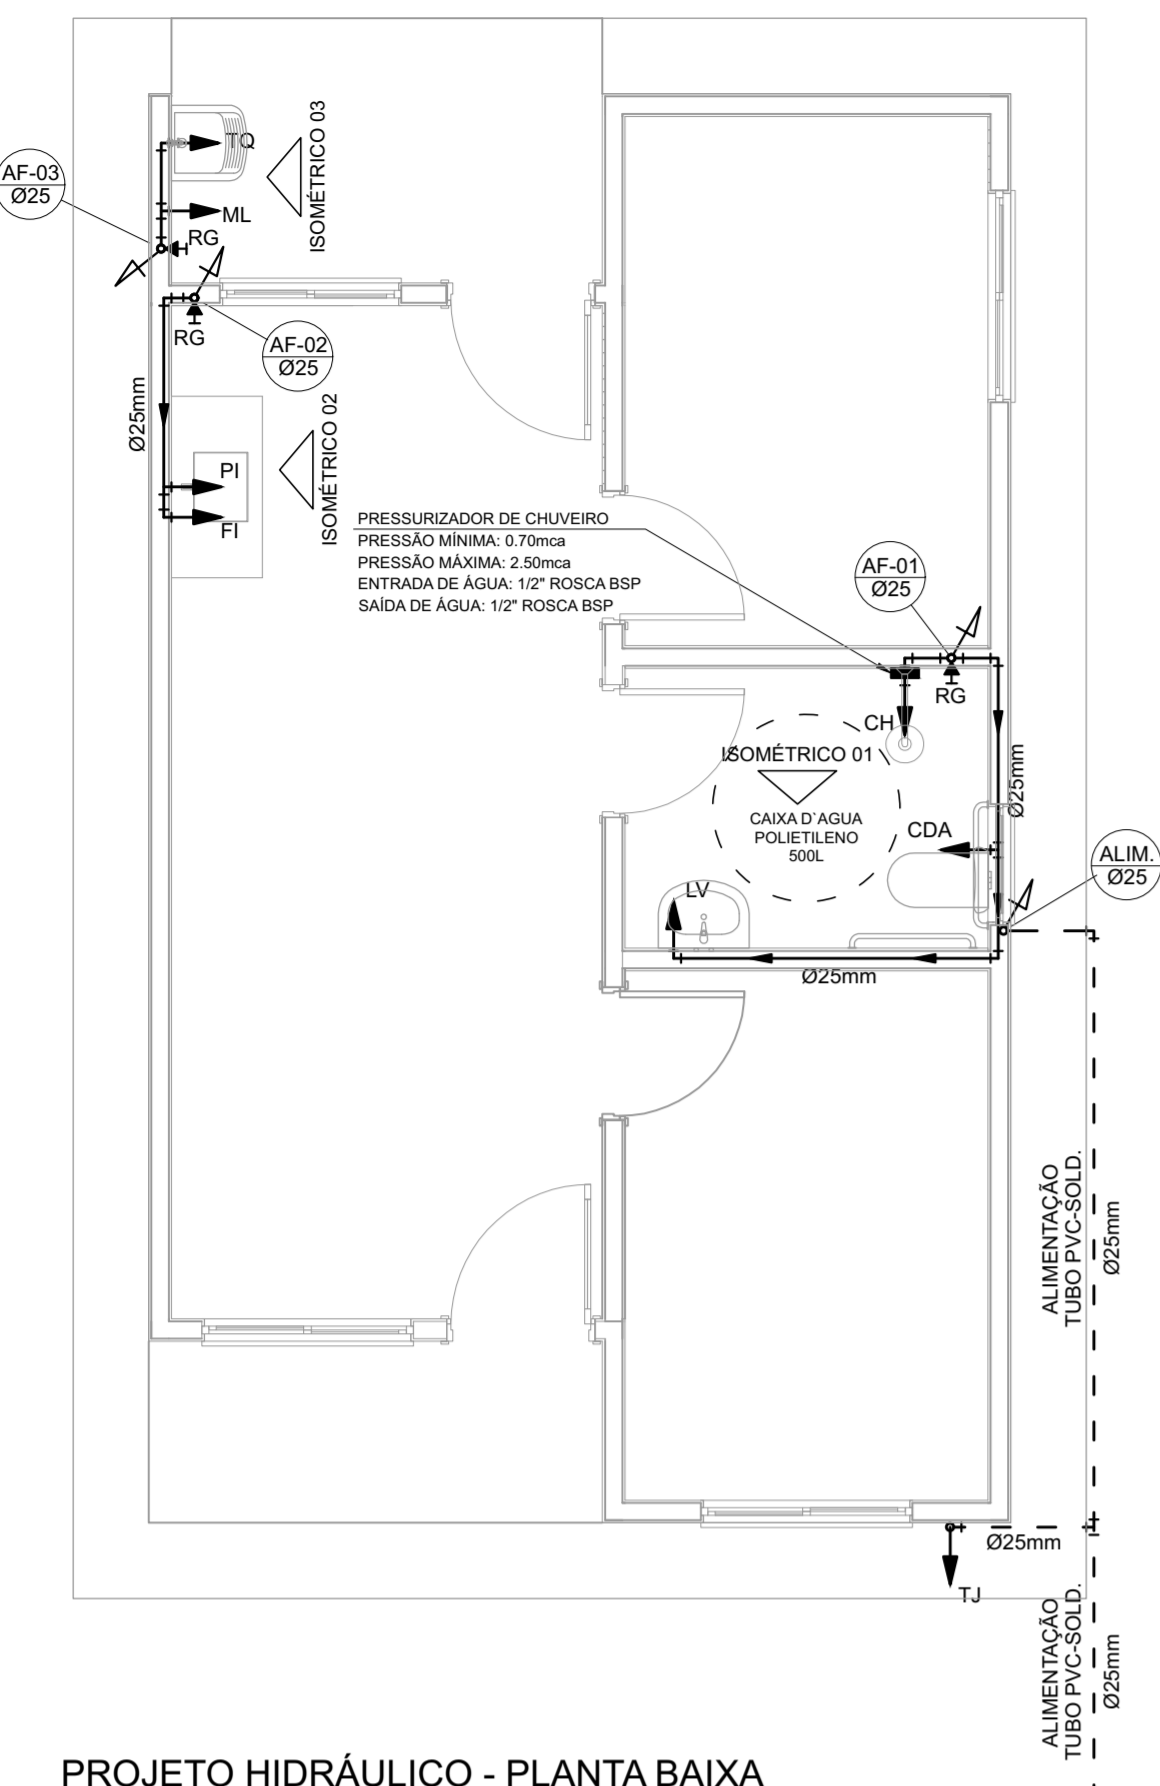 TQ
ISOMÉTRICO 03
AF-03
Ø25
ML
RG
RG
AF-02
Ø25
Ø25mm
ISOMÉTRICO 02
PI
FI
PRESSURIZADOR DE CHUVEIRO
PRESSÃO MÍNIMA: 0.70mca
PRESSÃO MÁXIMA: 2.50mca
ENTRADA DE ÁGUA: 1/2" ROSCA BSP
SAÍDA DE ÁGUA: 1/2" ROSCA BSP
AF-01
Ø25
RG
CH
ISOMÉTRICO 01
Ø25mm
CAIXA D`AGUA
POLIETILENO
500L
CDA
ALIM.
Ø25
LV
Ø25mm
ALIMENTAÇÃO
TUBO PVC-SOLD.
Ø25mm
Ø25mm
TJ
ALIMENTAÇÃO
TUBO PVC-SOLD.
Ø25mm
PROJETO HIDRÁULICO - PLANTA BAIXA